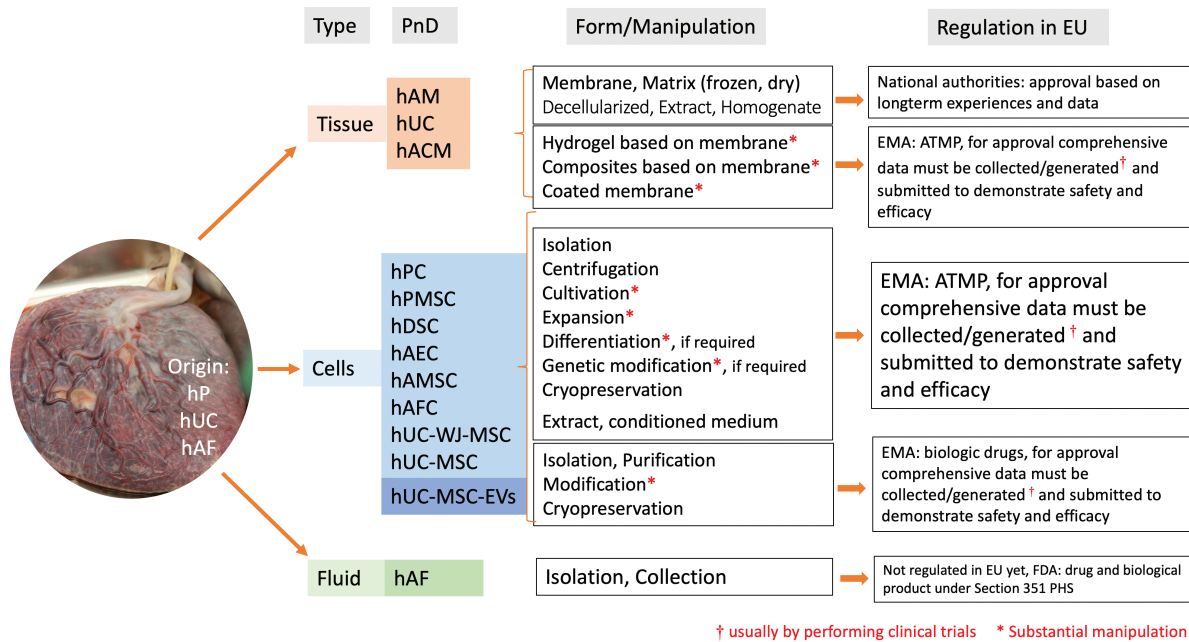 Type
PnD
Form/Manipulation
Regulation in EU
Tissue
hAM
hUC
hACM
Membrane, Matrix (frozen, dry)
Decellularized, Extract, Homogenate
National authorities: approval based on
longterm experiences and data
Hydrogel based on membrane*
Composites based on membrane*
Coated membrane*
EMA: ATMP, for approval comprehensive
data must be collected/generated† and
submitted to demonstrate safety and
efficacy
Origin:
hP
hUC
hAF
Cells
hPC
hPMSC
hDSC
hAEC
hAMSC
hAFC
hUC-WJ-MSC
hUC-MSC
hUC-MSC-EVs
Isolation
Centrifugation
Cultivation*
Expansion*
Differentiation*, if required
Genetic modification*, if required
Cryopreservation
Extract, conditioned medium
EMA: ATMP, for approval
comprehensive data must be
collected/generated † and
submitted to demonstrate safety
and efficacy
Isolation, Purification
Modification*
Cryopreservation
EMA: biologic drugs, for approval
comprehensive data must be
collected/generated † and submitted to
demonstrate safety and efficacy
Fluid
hAF
Isolation, Collection
Not regulated in EU yet, FDA: drug and biological
product under Section 351 PHS
† usually by performing clinical trials * Substantial manipulation